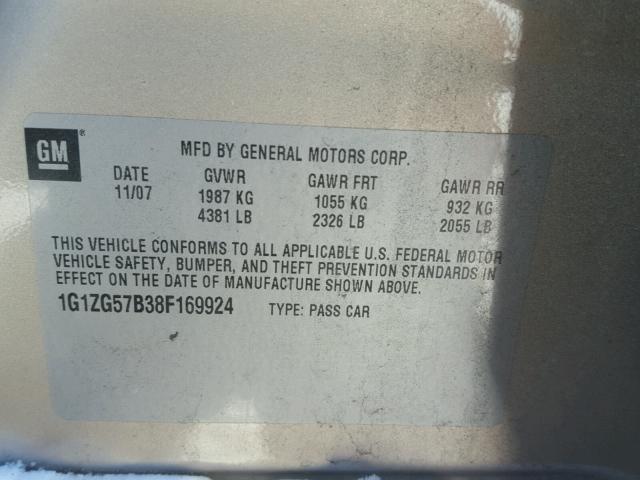 GM®
MFD BY GENERAL MOTORS CORP.
DATE GVWR GAWR FRT GAWR RR
11/07 1987 KG 1055 KG 932 KG
4381 LB 2326 LB 2055 LB
THIS VEHICLE CONFORMS TO ALL APPLICABLE U.S. FEDERAL MOTOR
VEHICLE SAFETY, BUMPER, AND THEFT PREVENTION STANDARDS IN
EFFECT ON THE DATE OF MANUFACTURE SHOWN ABOVE.
1G1ZG57B38F169924 TYPE: PASS CAR